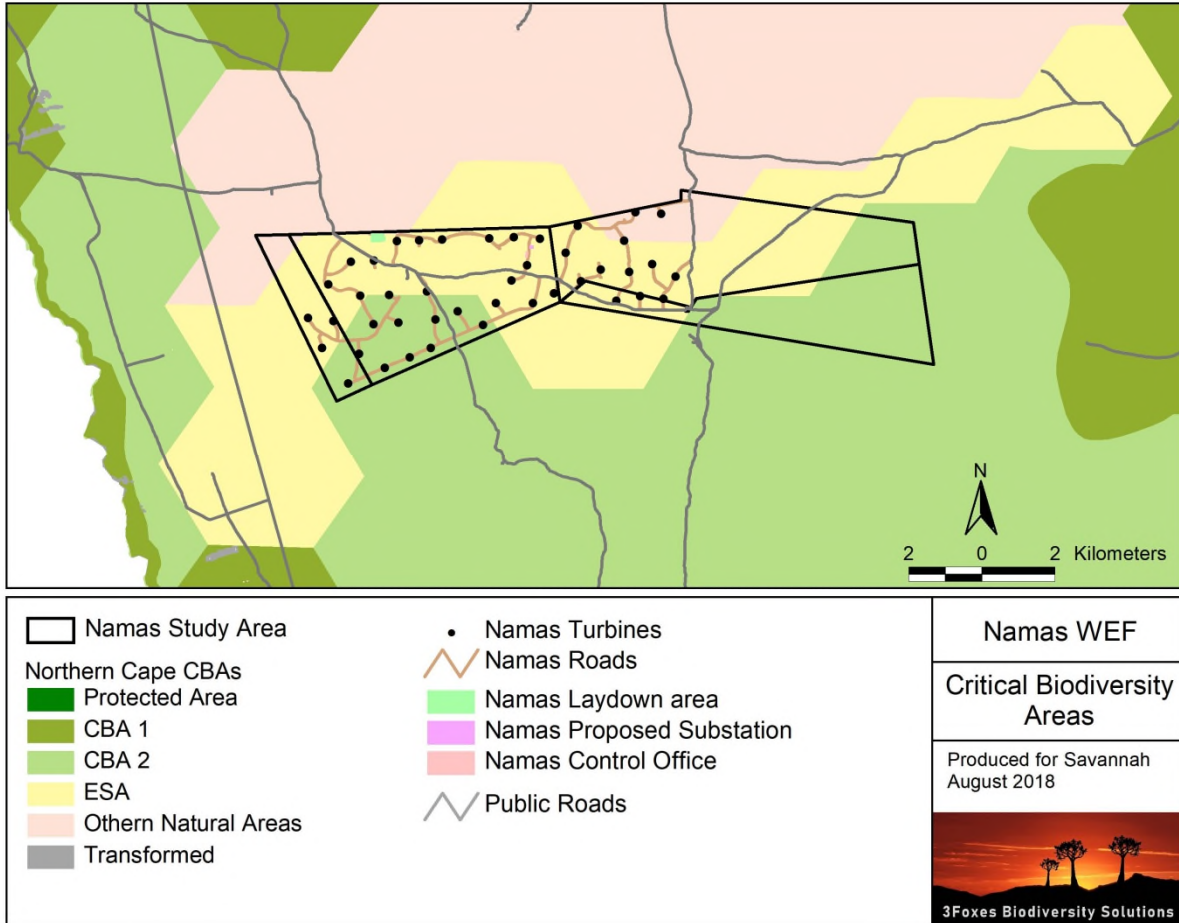 N
2 0 2 Kilometers
Namas Study Area
Northern Cape CBAs
Protected Area
CBA 1
CBA 2
ESA
Othern Natural Areas
Transformed
Namas Turbines
Namas Roads
Namas Laydown area
Namas Proposed Substation
Namas Control Office
Public Roads
Namas WEF
Critical Biodiversity
Areas
Produced for Savannah
August 2018
3Foxes Biodiversity Solutions